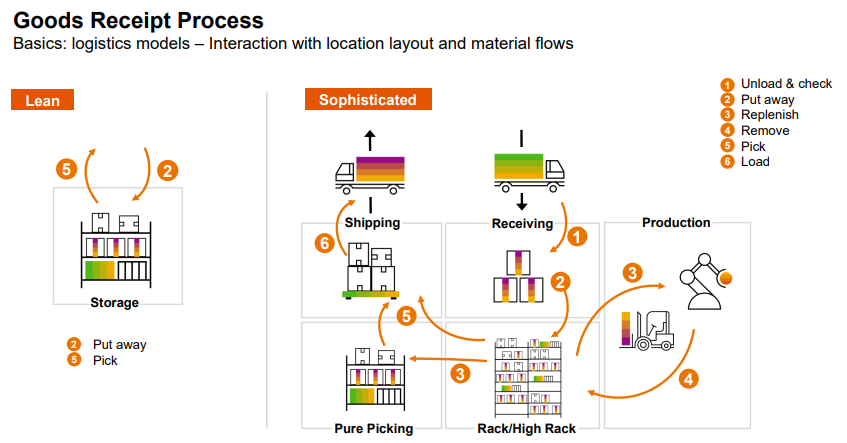 Goods Receipt Process
Basics: logistics models – Interaction with location layout and material flows
Lean
5
2
Storage
2 Put away
5 Pick
Sophisticated
1 Unload & check
2 Put away
3 Replenish
4 Remove
5 Pick
6 Load
Shipping
Receiving
Production
6
1
2
3
5
3
4
Pure Picking
Rack/High Rack